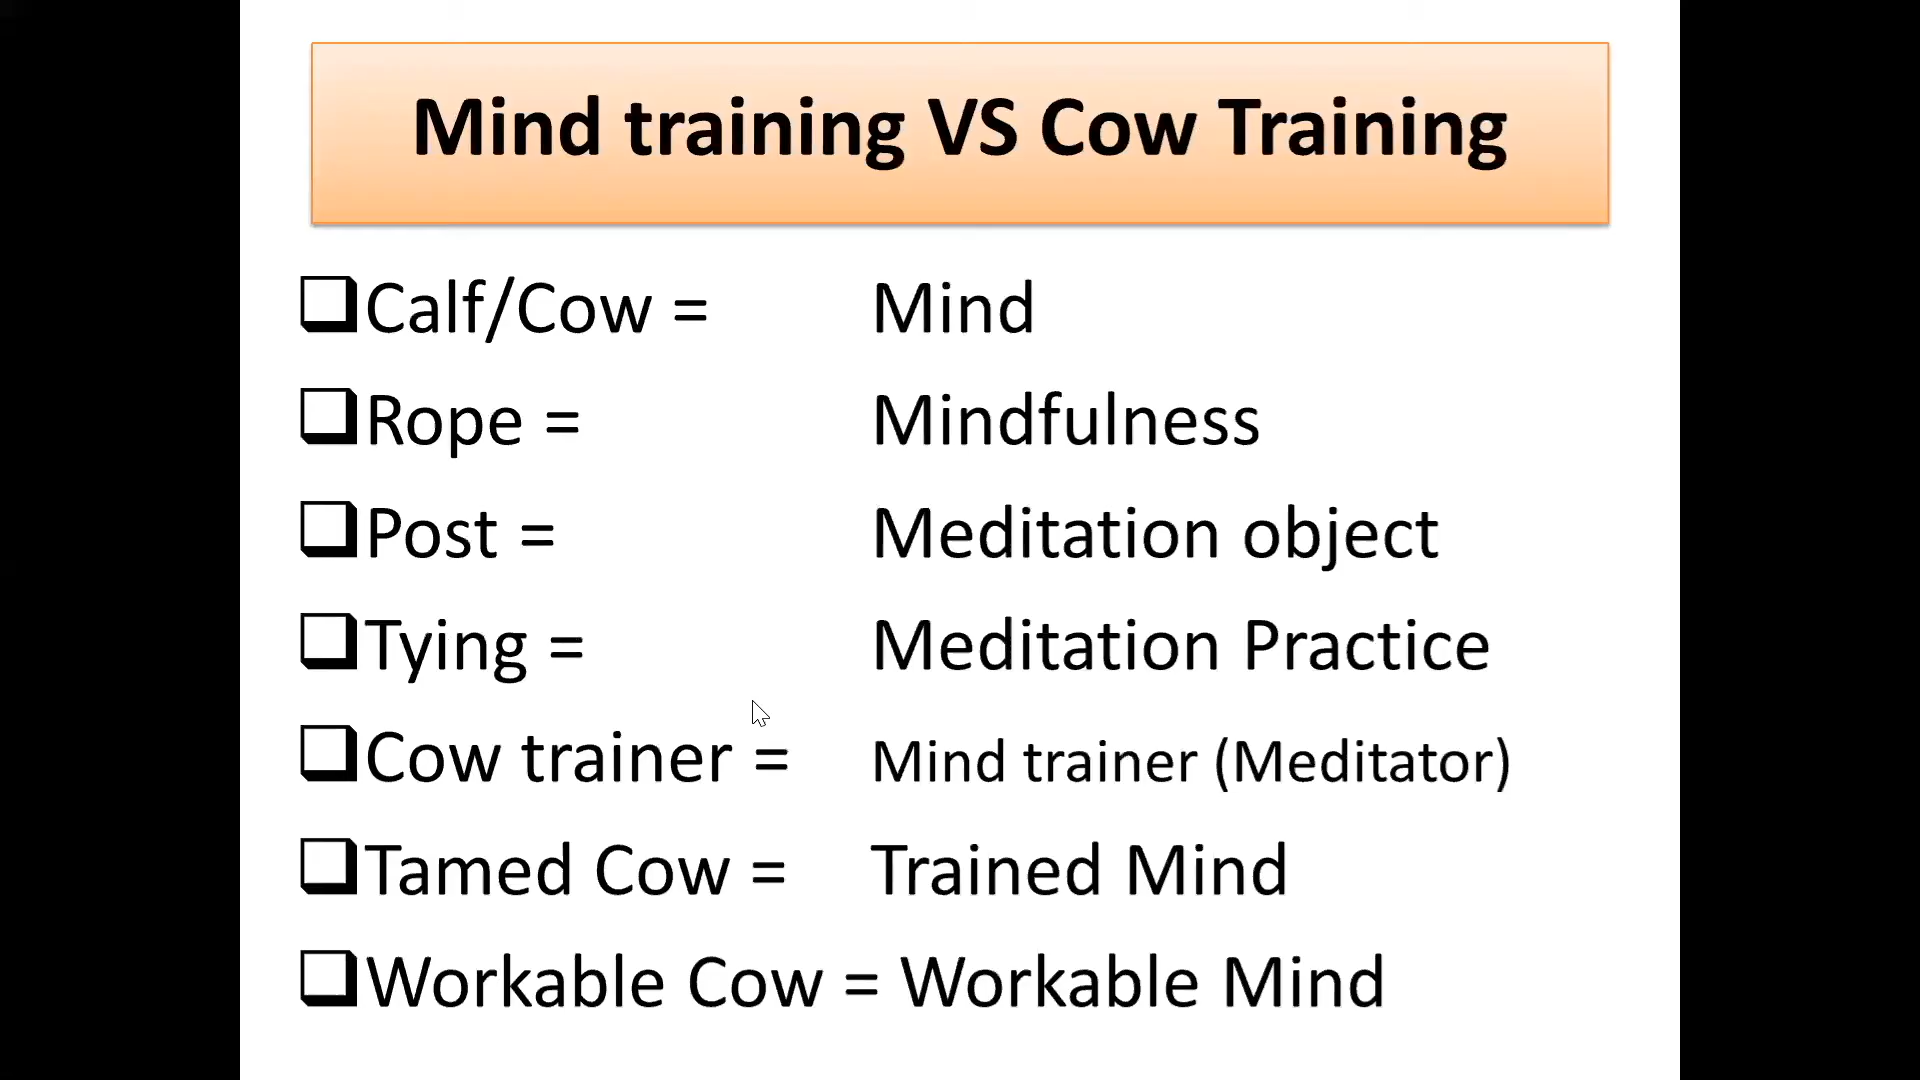 Mind training VS Cow Training
Calf/Cow = Mind
Rope = Mindfulness
Post = Meditation object
Tying = Meditation Practice
Cow trainer = Mind trainer (Meditator)
Tamed Cow = Trained Mind
Workable Cow = Workable Mind